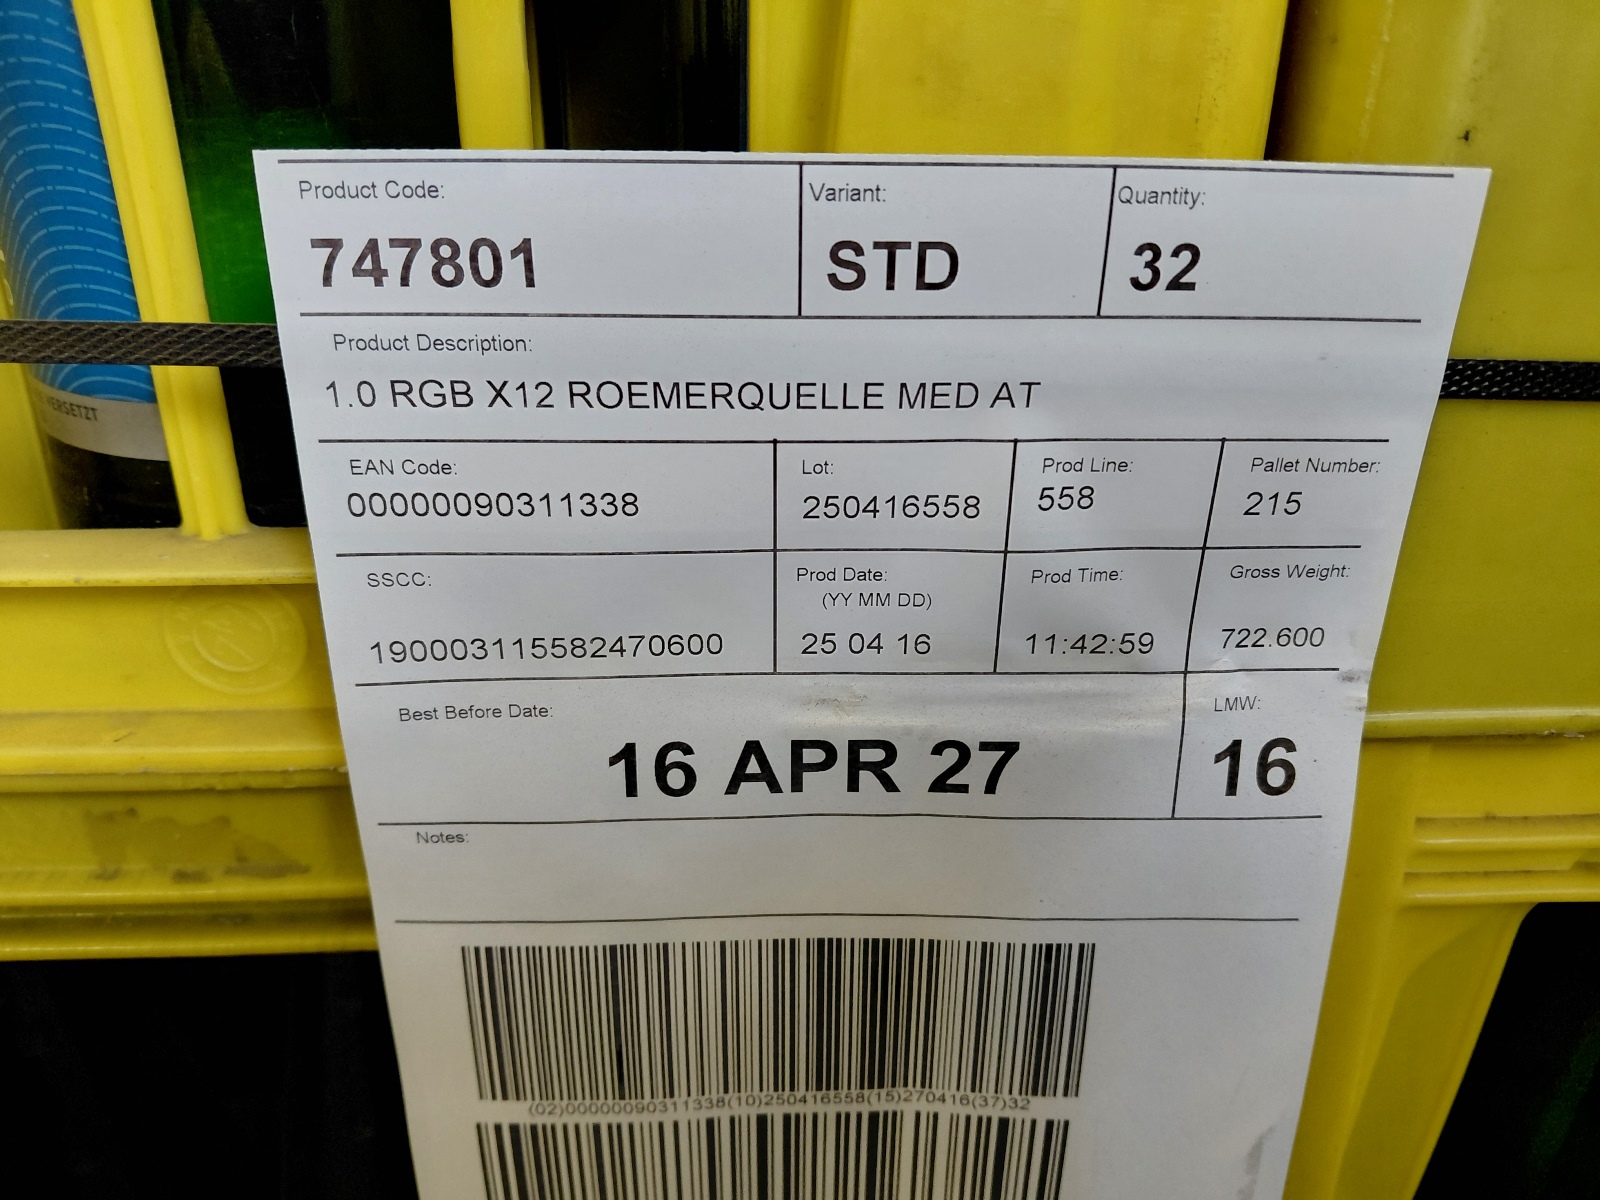 Product Code:
Variant:
Quantity:
747801
STD
32
Product Description:
1.0 RGB X12 ROEMERQUELLE MED AT
EAN Code:
Lot:
Prod Line:
Pallet Number:
00000090311338
250416558
558
215
SSCC:
Prod Date:
(YY MM DD)
Prod Time:
Gross Weight:
190003115582470600
25 04 16
11:42:59
722.600
Best Before Date:
LMW:
16 APR 27
16
Notes:
(02)00000090311338(10)250416558(15)270416(37)32
VERSETZT